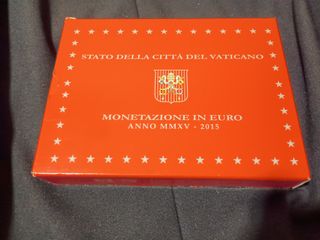 STATO DELLA CITTÀ DEL VATICANO
MONETAZIONE IN EURO
ANNO MMXV - 2015